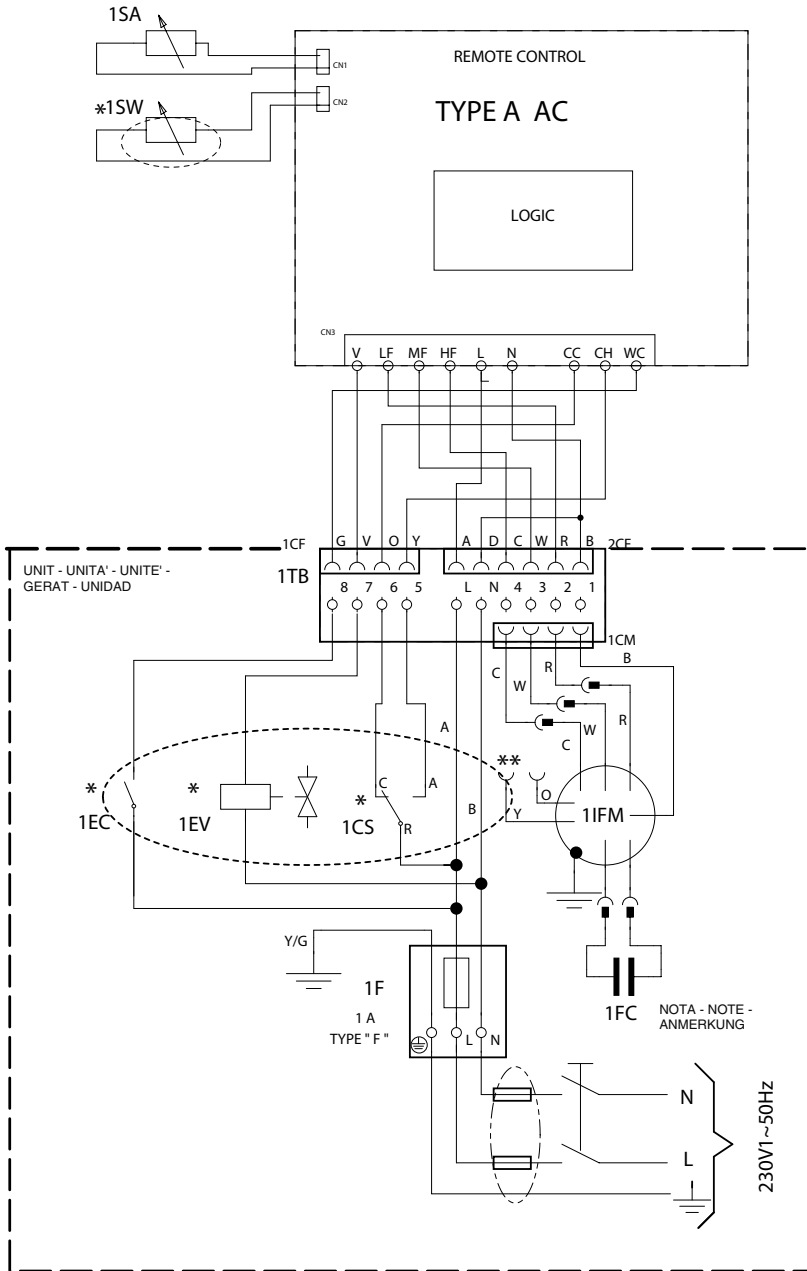 1SA
REMOTE CONTROL
CN1
*1SW
CN2
TYPE A AC
LOGIC
CN3
V LF MF HF L N CC CH WC
L
1CF G V O Y A D C W R B 2CF
UNIT - UNITA' - UNITE' -
GERAT - UNIDAD
1TB
8 7 6 5 L N 4 3 2 1
1CM
C W R B
A
W R
C
**
* * * C A
O
1EC 1EV 1CS R B Y 1IFM
Y/G
1F
1 A
TYPE " F "
L N
1FC
NOTA - NOTE -
ANMERKUNG
N
L
230V1~50Hz